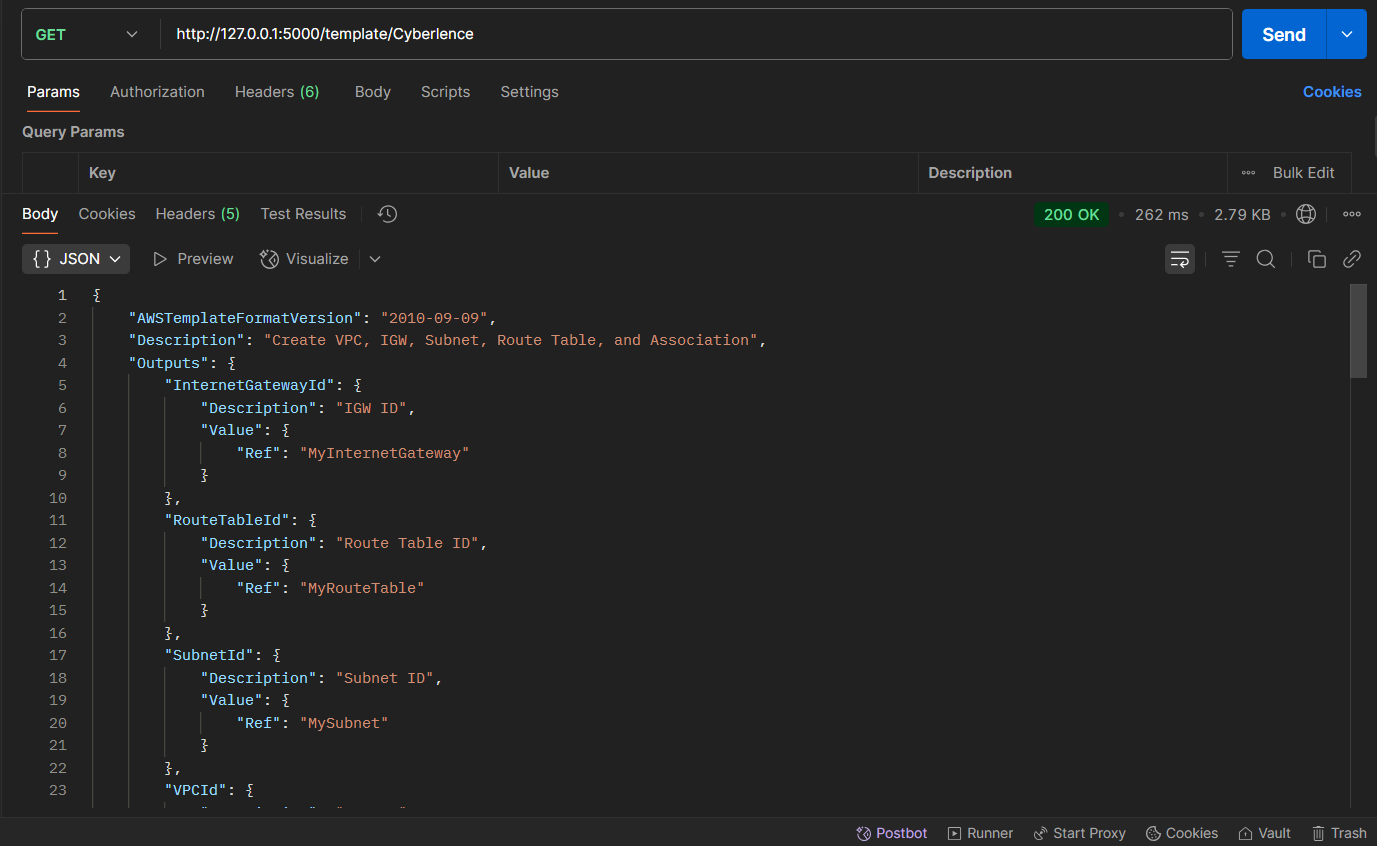 GET http://127.0.0.1:5000/template/Cyberlence Send
Params Authorization Headers (6) Body Scripts Settings Cookies
Query Params
Key Value Description Bulk Edit
Body Cookies Headers (5) Test Results 200 OK 262 ms 2.79 KB
{ } JSON Preview Visualize
1 {
2 "AWSTemplateFormatVersion": "2010-09-09",
3 "Description": "Create VPC, IGW, Subnet, Route Table, and Association",
4 "Outputs": {
5 "InternetGatewayId": {
6 "Description": "IGW ID",
7 "Value": {
8 "Ref": "MyInternetGateway"
9 }
10 },
11 "RouteTableId": {
12 "Description": "Route Table ID",
13 "Value": {
14 "Ref": "MyRouteTable"
15 }
16 },
17 "SubnetId": {
18 "Description": "Subnet ID",
19 "Value": {
20 "Ref": "MySubnet"
21 }
22 },
23 "VPCId": {
Postbot Runner Start Proxy Cookies Vault Trash